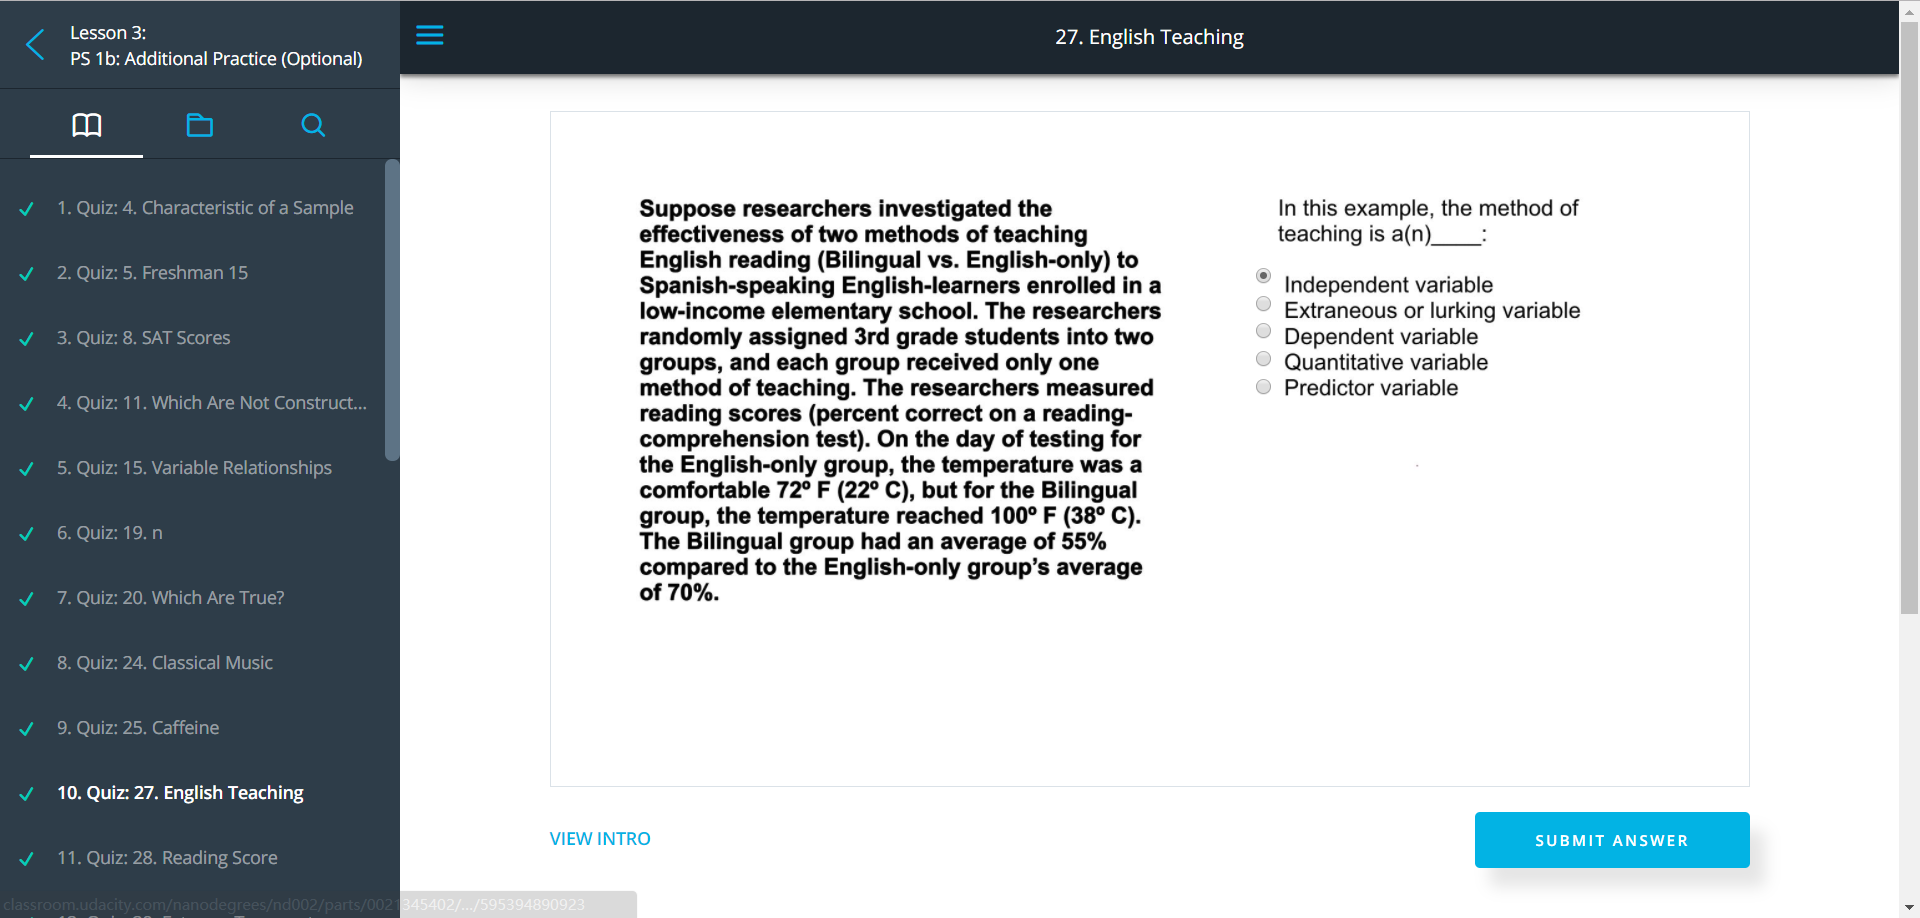 Lesson 3:
PS 1b: Additional Practice (Optional)
27. English Teaching
1. Quiz: 4. Characteristic of a Sample
2. Quiz: 5. Freshman 15
3. Quiz: 8. SAT Scores
4. Quiz: 11. Which Are Not Construct...
5. Quiz: 15. Variable Relationships
6. Quiz: 19. n
7. Quiz: 20. Which Are True?
8. Quiz: 24. Classical Music
9. Quiz: 25. Caffeine
10. Quiz: 27. English Teaching
11. Quiz: 28. Reading Score
Suppose researchers investigated the
effectiveness of two methods of teaching
English reading (Bilingual vs. English-only) to
Spanish-speaking English-learners enrolled in a
low-income elementary school. The researchers
randomly assigned 3rd grade students into two
groups, and each group received only one
method of teaching. The researchers measured
reading scores (percent correct on a reading-
comprehension test). On the day of testing for
the English-only group, the temperature was a
comfortable 72º F (22º C), but for the Bilingual
group, the temperature reached 100º F (38º C).
The Bilingual group had an average of 55%
compared to the English-only group's average
of 70%.
In this example, the method of
teaching is a(n)____:
Independent variable
Extraneous or lurking variable
Dependent variable
Quantitative variable
Predictor variable
VIEW INTRO
SUBMIT ANSWER
classroom.udacity.com/nanodegrees/nd002/parts/0021345402/.../595394890923